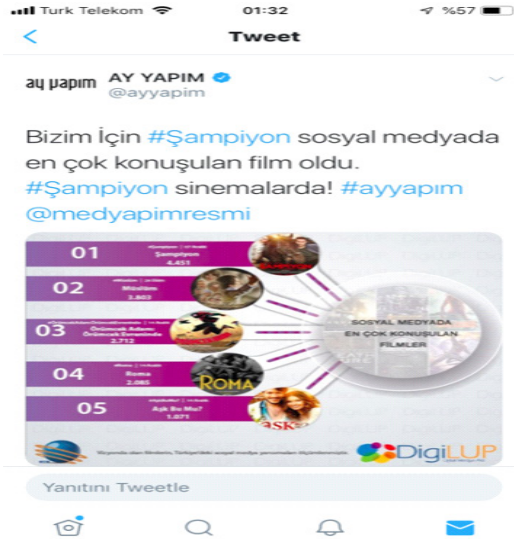 Turk Telekom 01:32 %57
Tweet
ay yapım AY YAPIM
@ayyapim
Bizim İçin #Şampiyon sosyal medyada
en çok konuşulan film oldu.
#Şampiyon sinemalarda! #ayyapım
@medyapimresmi
01
Şampiyon
4.451
02
Müslüm
3.803
03
Örümcek Adam:
Örümcek Evreninde
2.712
04
Roma
2.085
ROMA
05
Aşk Bu Mu?
1.071
AŞK
SOSYAL MEDYADA
EN ÇOK KONUŞULAN
FİLMLER
DigiLUP
Yanıtını Tweetle